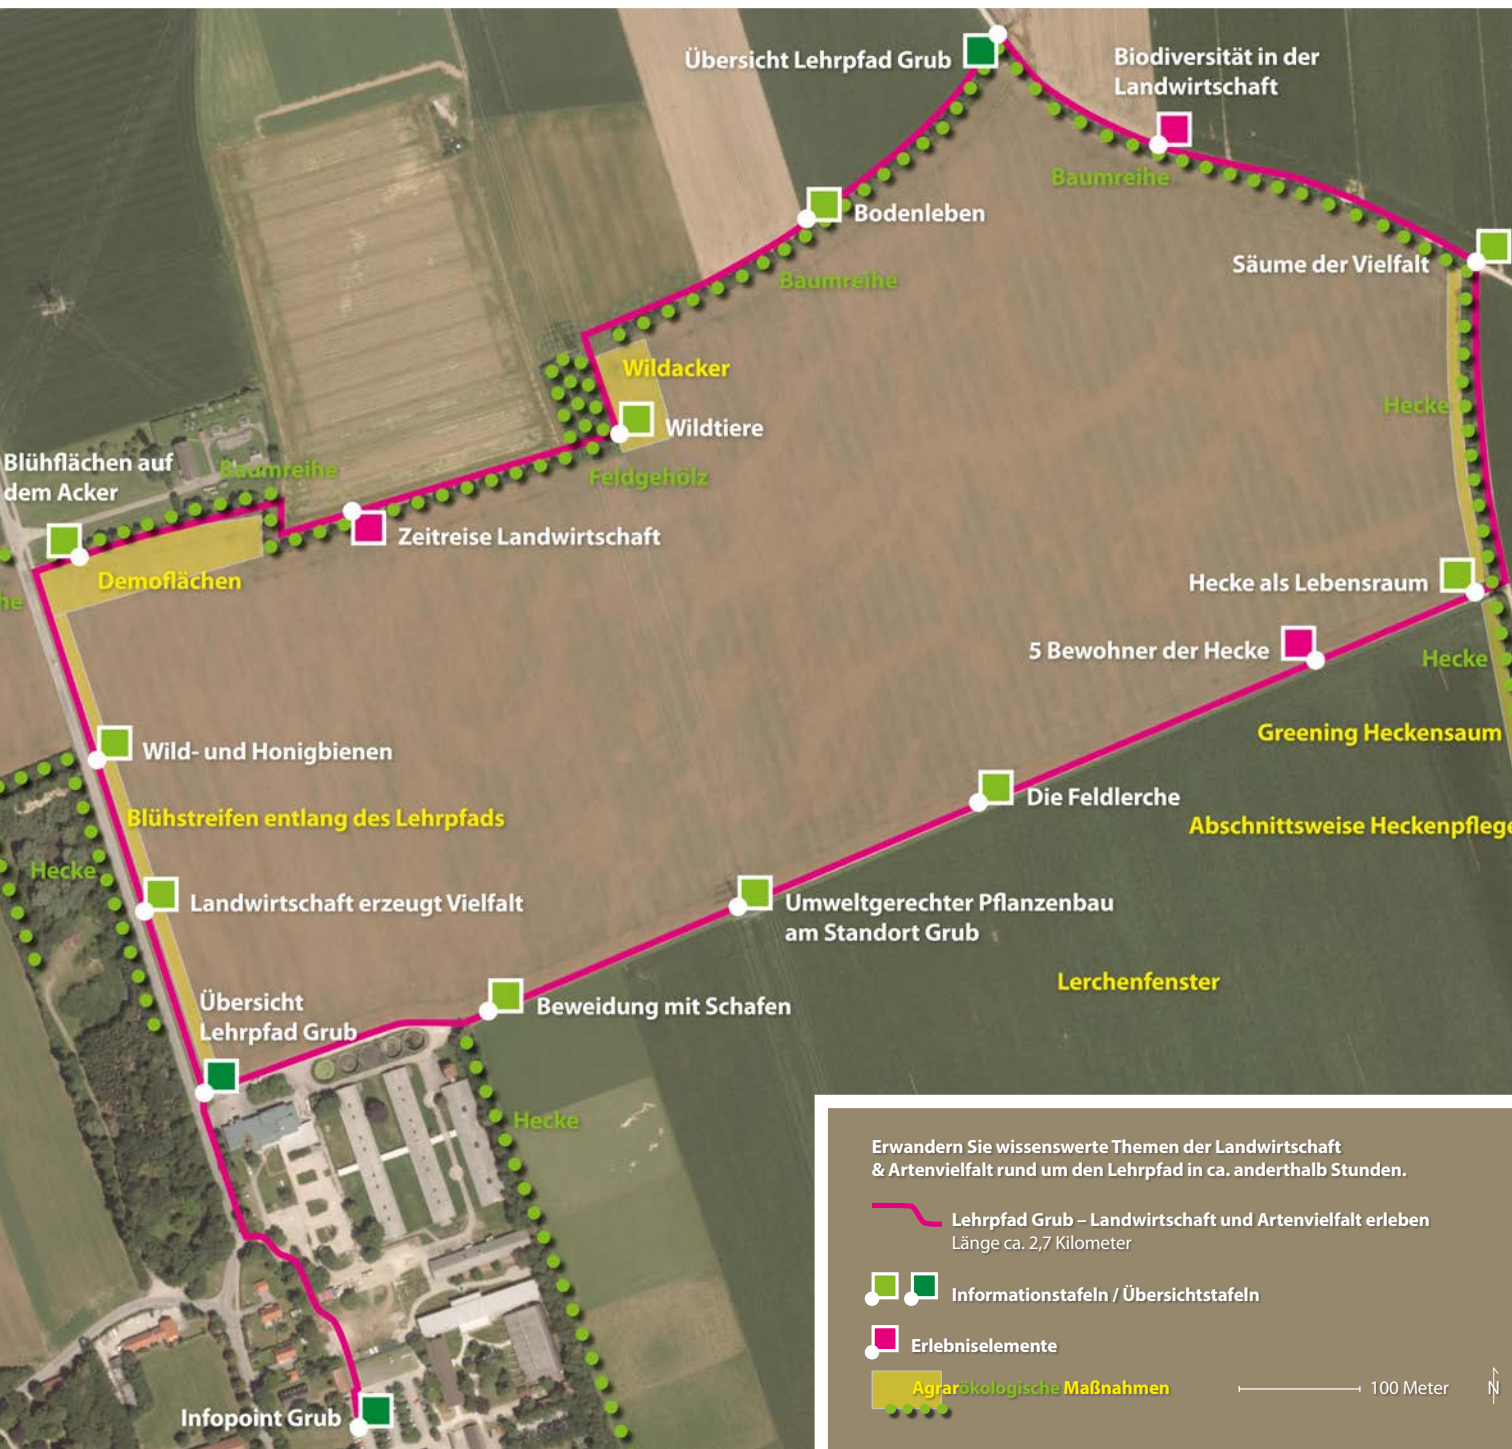 Übersicht Lehrpfad Grub
Biodiversität in der
Landwirtschaft
Baumreihe
Bodenleben
Säume der Vielfalt
Baumreihe
Wildacker
Hecke
Wildtiere
Blühflächen auf
dem Acker
Baumreihe
Feldgehölz
Zeitreise Landwirtschaft
Demoflächen
he
Hecke als Lebensraum
5 Bewohner der Hecke
Hecke
Greening Heckensaum
Wild- und Honigbienen
Die Feldlerche
Blühstreifen entlang des Lehrpfads
Abschnittsweise Heckenpflege
Hecke
Landwirtschaft erzeugt Vielfalt
Umweltgerechter Pflanzenbau
am Standort Grub
Lerchenfenster
Übersicht
Lehrpfad Grub
Beweidung mit Schafen
Hecke
Infopoint Grub
Erwandern Sie wissenswerte Themen der Landwirtschaft
& Artenvielfalt rund um den Lehrpfad in ca. anderthalb Stunden.
Lehrpfad Grub – Landwirtschaft und Artenvielfalt erleben
Länge ca. 2,7 Kilometer
Informationstafeln / Übersichtstafeln
Erlebniselemente
Agrarökologische Maßnahmen
100 Meter
N